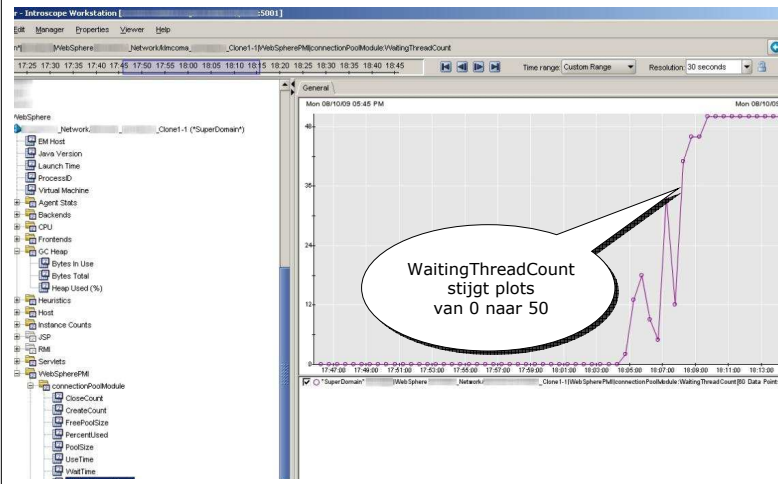 r - Introscope Workstation [ :5001]
Edit Manager Properties Viewer Help
WebSphere _Network/klmcoma_ _Clone1-1|WebSpherePMI|connectionPoolModule:WaitingThreadCount
17:25 17:30 17:35 17:40 17:45 17:50 17:55 18:00 18:05 18:10 18:15 18:20 18:25 18:30 18:35 18:40 18:45
Time range: Custom Range Resolution: 30 seconds
General
Mon 08/10/09 05:45 PM Mon 08/10/09
WebSphere
_Network/ _ _Clone1-1 (*SuperDomain*)
EM Host
Java Version
Launch Time
ProcessID
Virtual Machine
Agent Stats
Backends
CPU
Frontends
GC Heap
Bytes In Use
Bytes Total
Heap Used (%)
Heuristics
Host
Instance Counts
JSP
RMI
Servlets
WebSpherePMI
connectionPoolModule
CloseCount
CreateCount
FreePoolSize
PercentUsed
PoolSize
UseTime
WaitTime
48
36
24
12
0
WaitingThreadCount
stijgt plots
van 0 naar 50
17:47:00 17:49:00 17:51:00 17:53:00 17:55:00 17:57:00 17:59:00 18:01:00 18:03:00 18:05:00 18:07:00 18:09:00 18:11:00 18:13:00
*SuperDomain* |WebSphere _Network/ _Clone1-1|WebSpherePMI|connectionPoolModule:WaitingThreadCount [60 Data Points